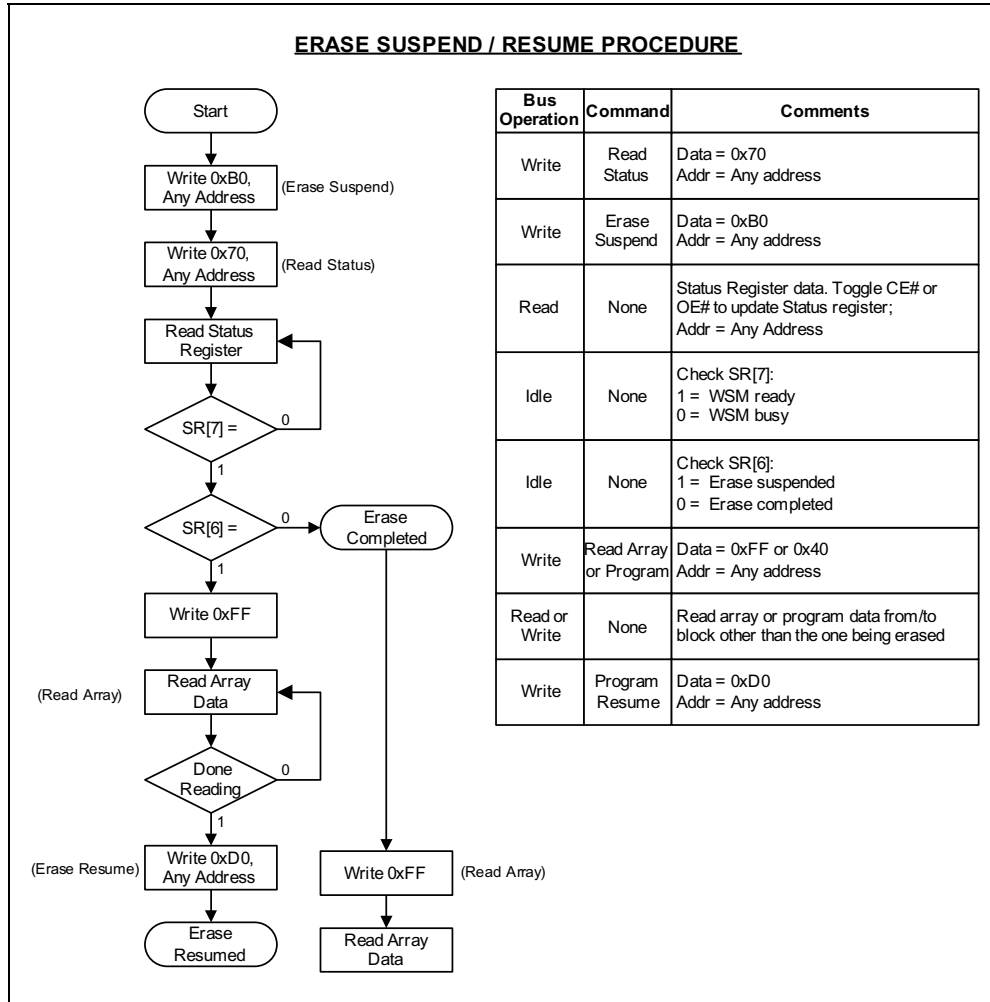 ERASE SUSPEND / RESUME PROCEDURE
Start
Write 0xB0,
Any Address
(Erase Suspend)
Write 0x70,
Any Address
(Read Status)
Read Status
Register
SR[7] =
0
1
SR[6] =
0
Erase
Completed
1
Write 0xFF
(Read Array)
Read Array
Data
Done
Reading
0
1
(Erase Resume)
Write 0xD0,
Any Address
Erase
Resumed
Write 0xFF
(Read Array)
Read Array
Data
Bus
Operation
Command
Comments
Write
Read
Status
Data = 0x70
Addr = Any address
Write
Erase
Suspend
Data = 0xB0
Addr = Any address
Read
None
Status Register data. Toggle CE# or
OE# to update Status register;
Addr = Any Address
Idle
None
Check SR[7]:
1 = WSM ready
0 = WSM busy
Idle
None
Check SR[6]:
1 = Erase suspended
0 = Erase completed
Write
Read Array
or Program
Data = 0xFF or 0x40
Addr = Any address
Read or
Write
None
Read array or program data from/to
block other than the one being erased
Write
Program
Resume
Data = 0xD0
Addr = Any address